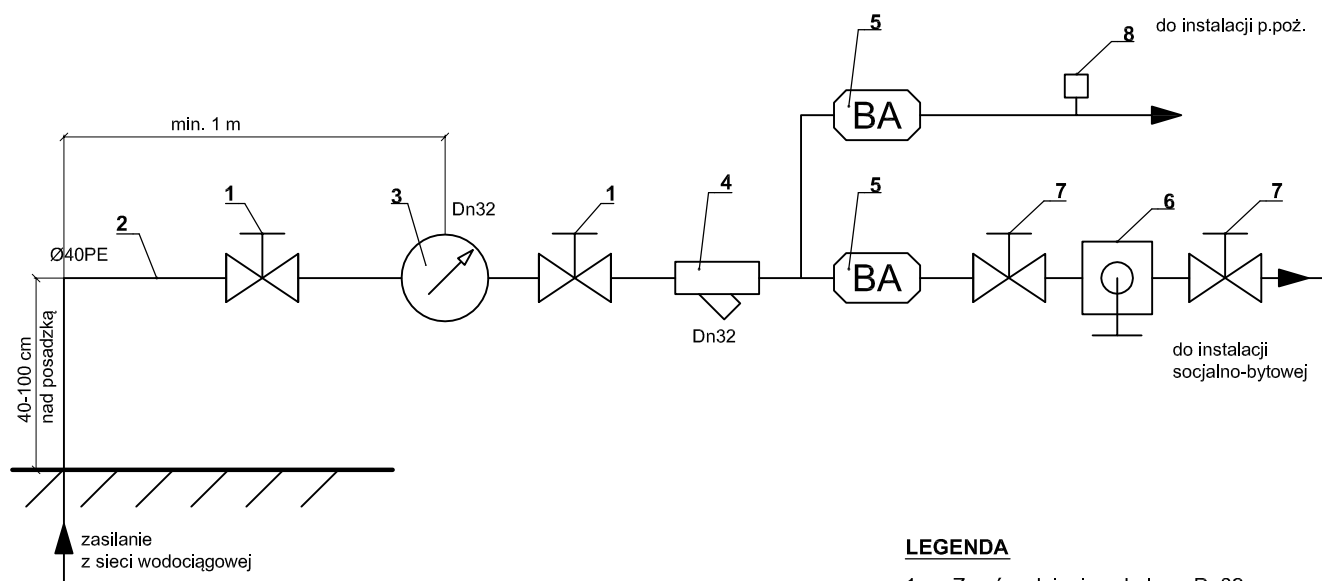 do instalacji p.poż.
5
8
BA
min. 1 m
1
3
Dn32
1
4
5
7
6
7
2
Ø40PE
BA
Dn32
40-100 cm
nad posadzką
do instalacji
socjalno-bytowej
zasilanie
z sieci wodociągowej
LEGENDA